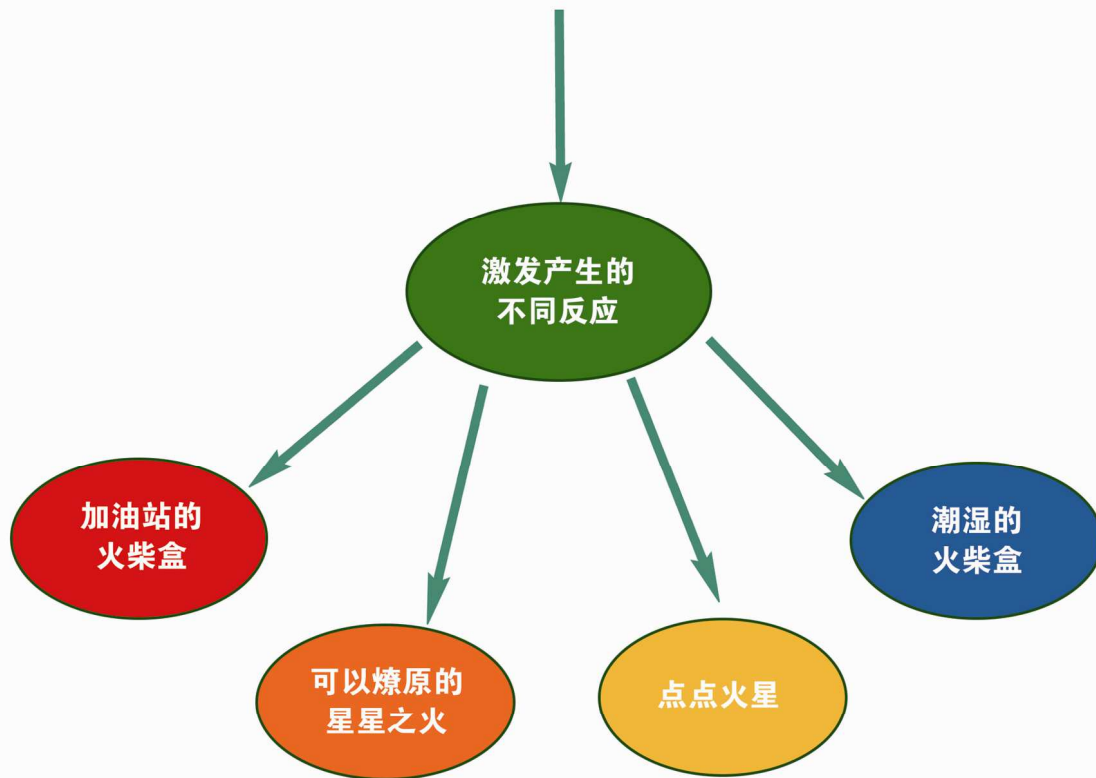 激发产生的
不同反应
加油站的
火柴盒
可以燎原的
星星之火
点点火星
潮湿的
火柴盒